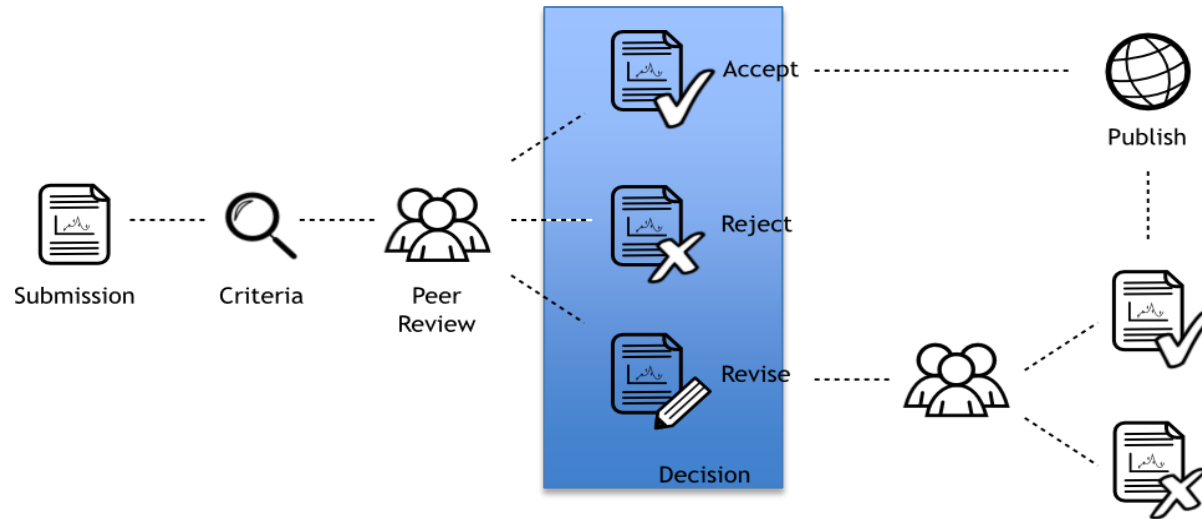 Accept
Publish
Reject
Submission
Criteria
Peer
Review
Revise
Decision